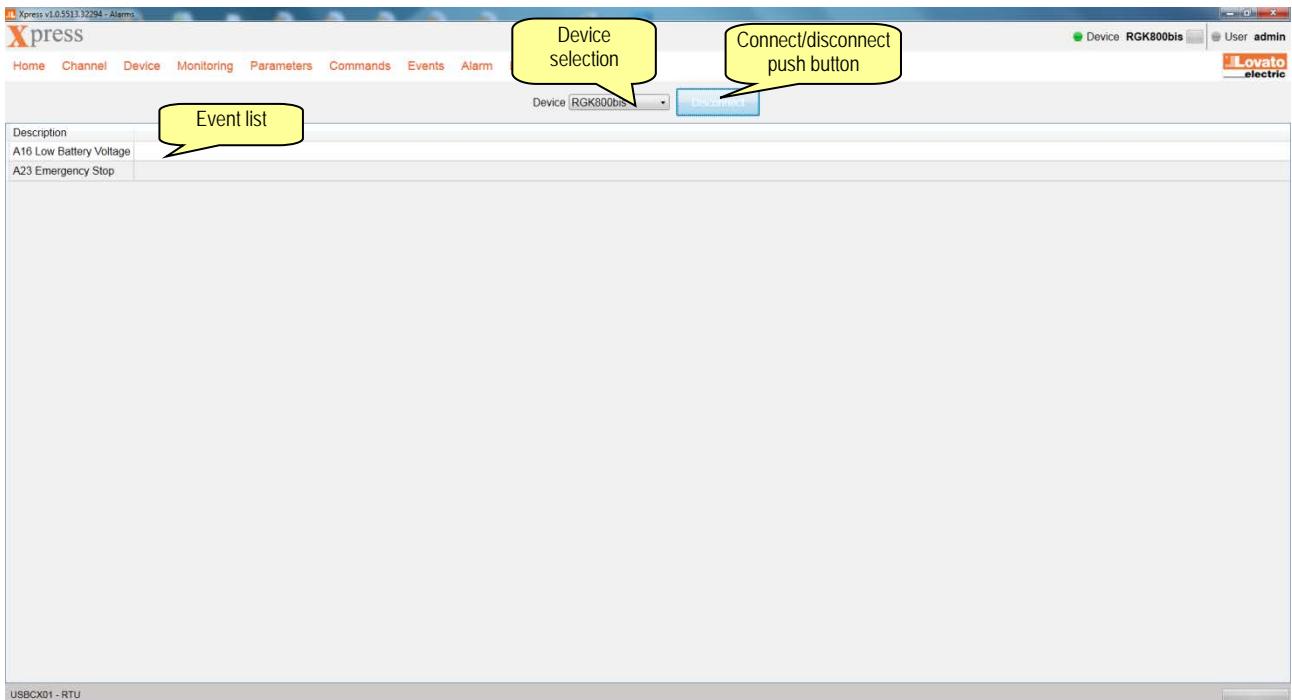 Xpress v1.0.5513.32294 - Alarms
Xpress
Device RGK800bis
User admin
Home Channel Device Monitoring Parameters Commands Events Alarm
Lovato
electric
Device
selection
Connect/disconnect
push button
Device RGK800bis
Disconnect
Event list
Description
A16 Low Battery Voltage
A23 Emergency Stop
USBCX01 - RTU